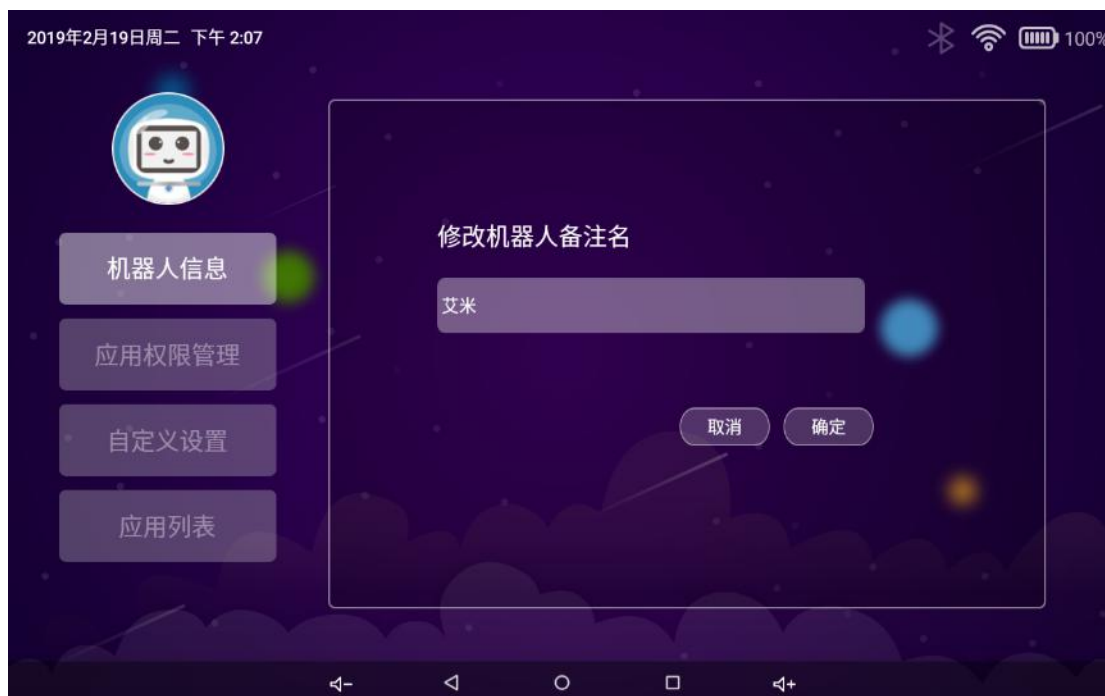 2019年2月19日周二 下午 2:07
100%
机器人信息
应用权限管理
自定义设置
应用列表
修改机器人备注名
艾米
取消
确定